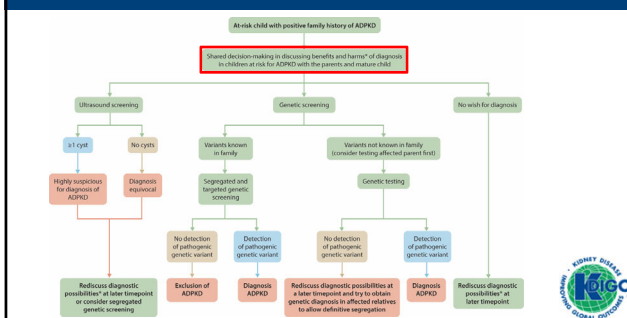 At-risk child with positive family history of ADPKD
Shared decision-making in discussing benefits and harms* of diagnosis
in children at risk for ADPKD with the parents and mature child
Ultrasound screening
Genetic screening
No wish for diagnosis
≥1 cyst
No cysts
Variants known
in family
Variants not known in family
(consider testing affected parent first)
Highly suspicious
for diagnosis of
ADPKD
Diagnosis
equivocal
Segregated and
targeted genetic
screening
Genetic testing
No detection
of pathogenic
genetic variant
Detection
of pathogenic
genetic variant
No detection
of pathogenic
genetic variant
Detection
of pathogenic
genetic variant
Rediscuss diagnostic
possibilities* at later timepoint
or consider segregated
genetic screening
Exclusion of
ADPKD
Diagnosis
ADPKD
Rediscuss diagnostic possibilities at
a later timepoint and try to obtain
genetic diagnosis in affected relatives
to allow definitive segregation
Diagnosis
ADPKD
Rediscuss diagnostic
possibilities* at
later timepoint
KIDNEY DISEASE
KDIGO
IMPROVING GLOBAL OUTCOMES